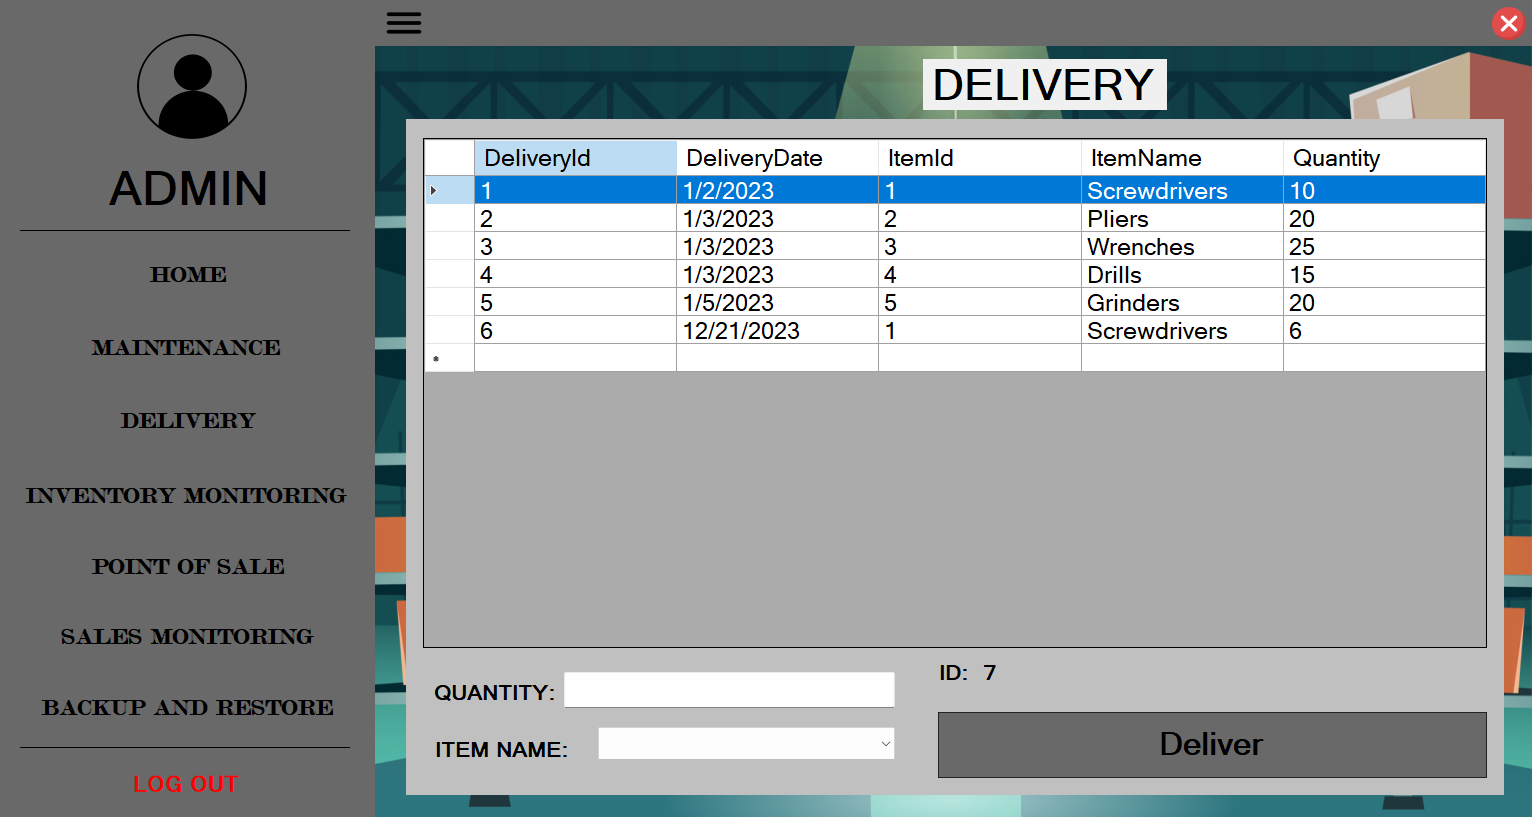 ADMIN
HOME
MAINTENANCE
DELIVERY
INVENTORY MONITORING
POINT OF SALE
SALES MONITORING
BACKUP AND RESTORE
LOG OUT
DELIVERY
DeliveryId DeliveryDate ItemId ItemName Quantity
1 1/2/2023 1 Screwdrivers 10
2 1/3/2023 2 Pliers 20
3 1/3/2023 3 Wrenches 25
4 1/3/2023 4 Drills 15
5 1/5/2023 5 Grinders 20
6 12/21/2023 1 Screwdrivers 6
QUANTITY:
ITEM NAME:
ID: 7
Deliver